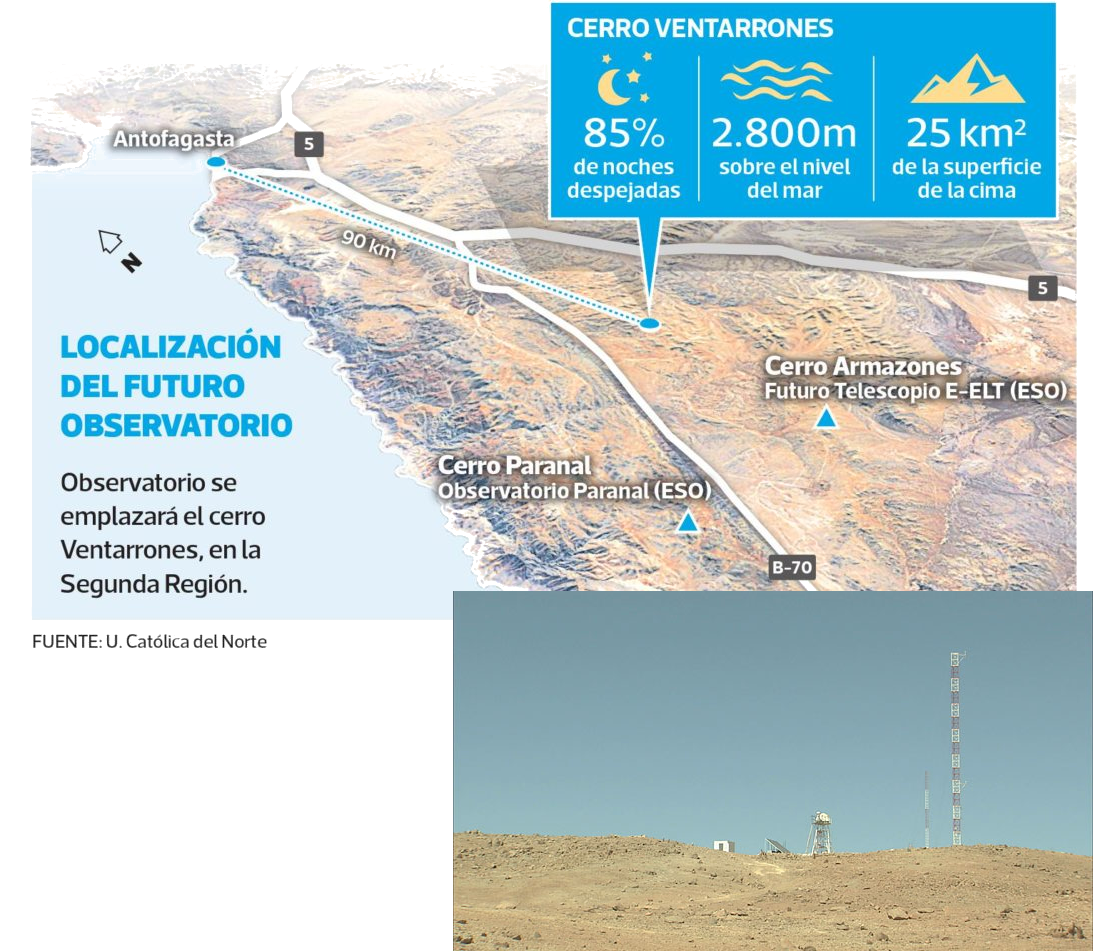 CERRO VENTARRONES
85%
de noches
despejadas
2.800m
sobre el nivel
del mar
25 km²
de la superficie
de la cima
Antofagasta
5
90 km
N
5
LOCALIZACIÓN
DEL FUTURO
OBSERVATORIO
Observatorio se
emplazará el cerro
Ventarrones, en la
Segunda Región.
Cerro Armazones
Futuro Telescopio E-ELT (ESO)
Cerro Paranal
Observatorio Paranal (ESO)
B-70
FUENTE: U. Católica del Norte